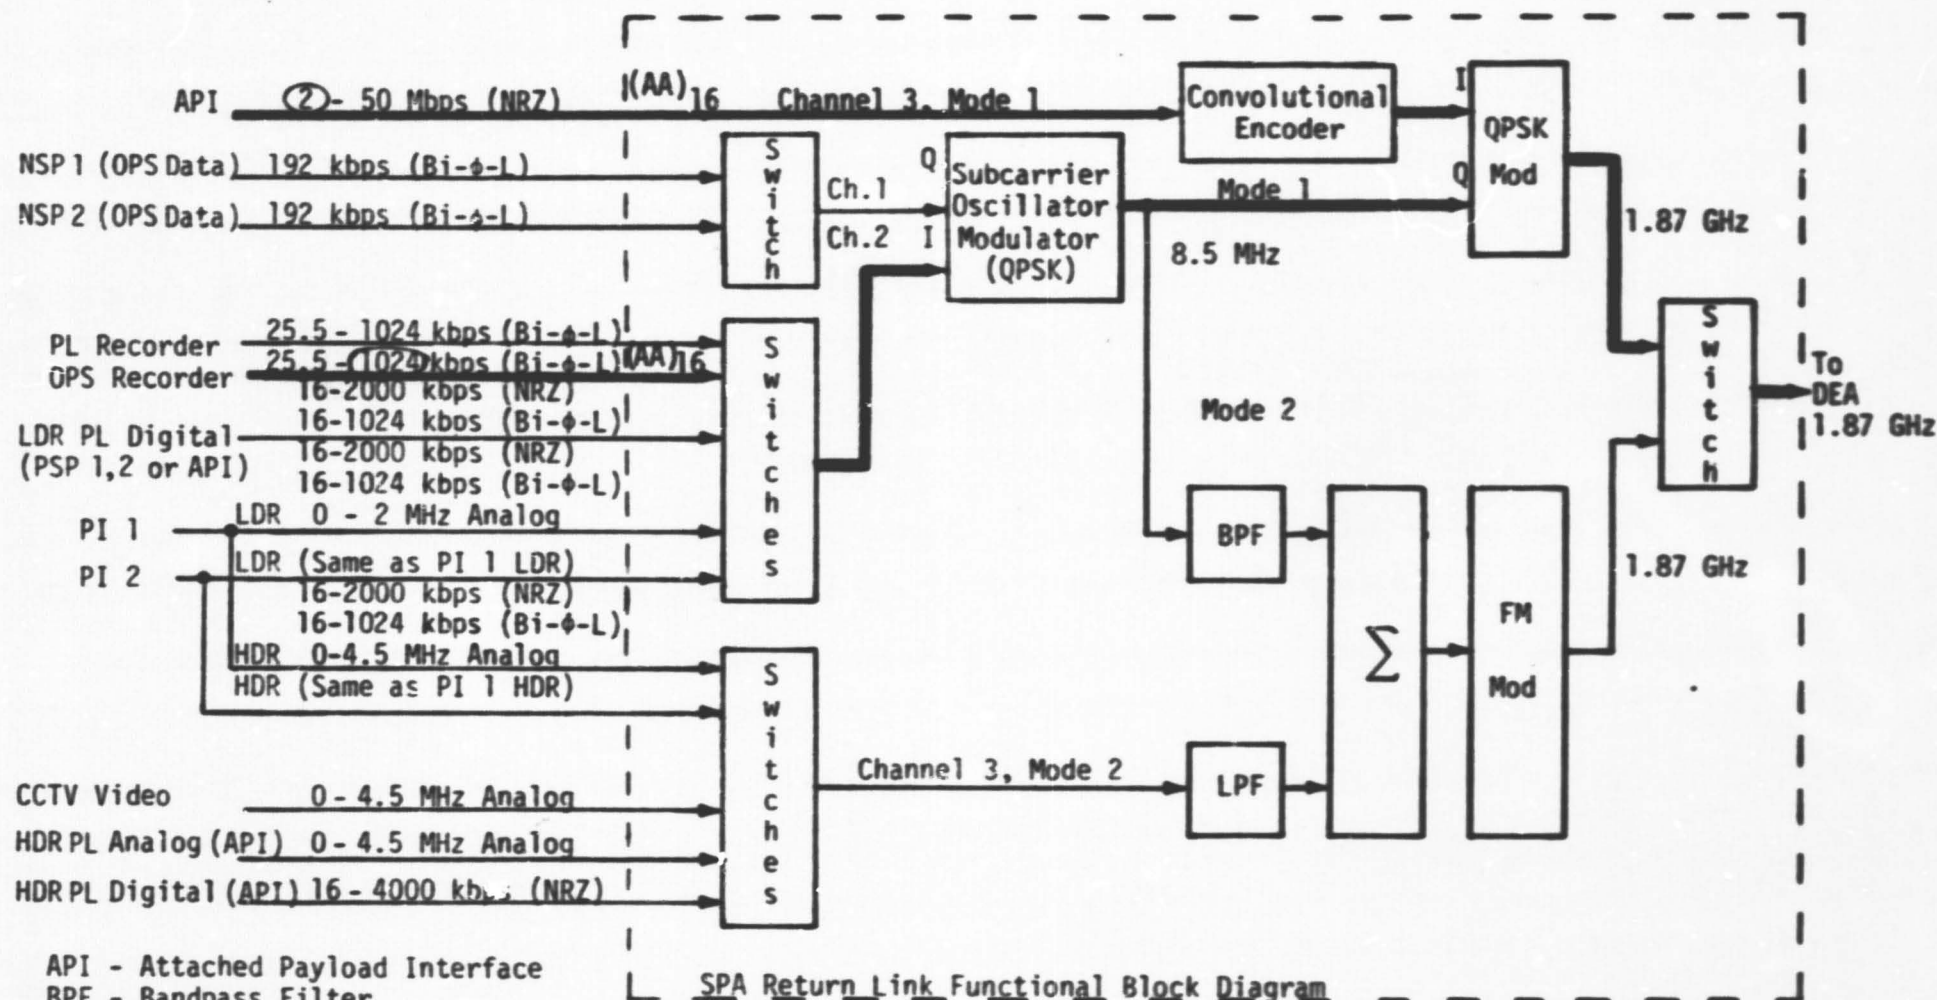 API ② - 50 Mbps (NRZ) (AA)16 Channel 3, Mode 1
Convolutional
Encoder
I
QPSK
Q Mod
NSP 1 (OPS Data) 192 kbps (Bi-ϕ-L)
NSP 2 (OPS Data) 192 kbps (Bi-ϕ-L)
Switch
Ch.1
Ch.2
Q
I
Subcarrier
Oscillator
Modulator
(QPSK)
Mode 1
8.5 MHz
1.87 GHz
PL Recorder 25.5 - 1024 kbps (Bi-ϕ-L)
OPS Recorder 25.5 - 1024 kbps (Bi-ϕ-L) (AA)16
16-2000 kbps (NRZ)
16-1024 kbps (Bi-ϕ-L)
LDR PL Digital
(PSP 1,2 or API)
16-2000 kbps (NRZ)
16-1024 kbps (Bi-ϕ-L)
PI 1 LDR 0 - 2 MHz Analog
PI 2 LDR (Same as PI 1 LDR)
16-2000 kbps (NRZ)
16-1024 kbps (Bi-ϕ-L)
HDR 0-4.5 MHz Analog
HDR (Same as PI 1 HDR)
Switches
Mode 2
Switch
To
DEA
1.87 GHz
BPF
Σ
FM
Mod
1.87 GHz
CCTV Video 0 - 4.5 MHz Analog
HDR PL Analog (API) 0 - 4.5 MHz Analog
HDR PL Digital (API) 16 - 4000 (NRZ)
Switches
Channel 3, Mode 2
LPF
API - Attached Payload Interface
BPF - Bandpass Filter
SPA Return Link Functional Block Diagram